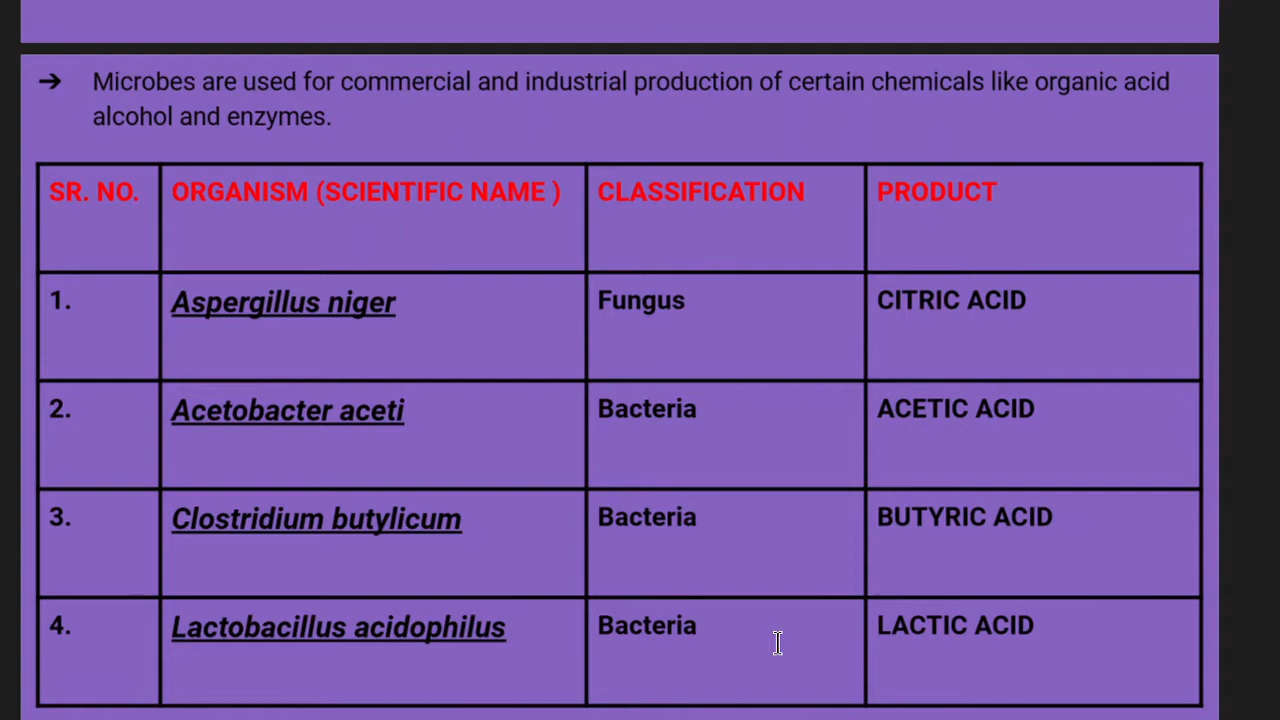 ➔ Microbes are used for commercial and industrial production of certain chemicals like organic acid
alcohol and enzymes.
SR. NO. ORGANISM (SCIENTIFIC NAME ) CLASSIFICATION PRODUCT
1. Aspergillus niger Fungus CITRIC ACID
2. Acetobacter aceti Bacteria ACETIC ACID
3. Clostridium butylicum Bacteria BUTYRIC ACID
4. Lactobacillus acidophilus Bacteria LACTIC ACID